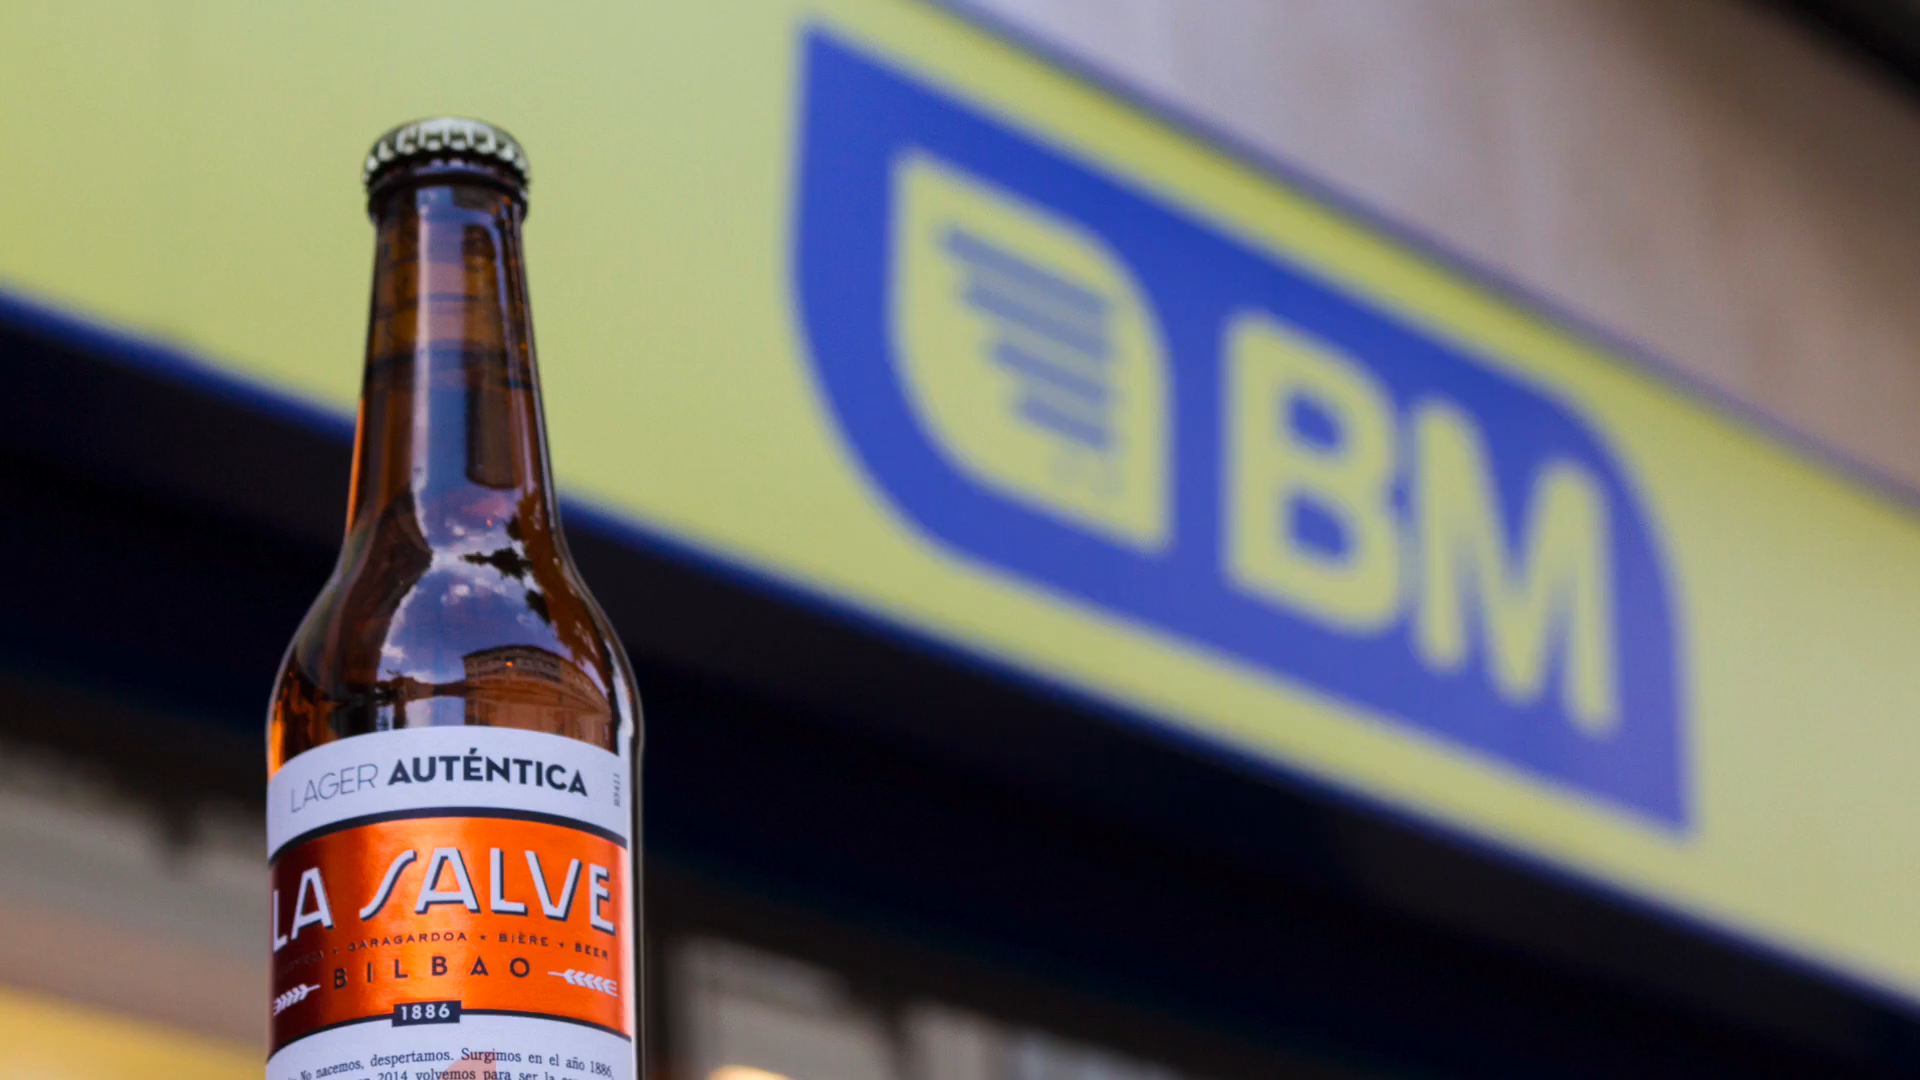 BM
LAGER AUTÉNTICA
LA SALVE
GARAGARDOA • BIÈRE • BEER
BILBAO
1886
No nacemos, despertamos. Surgimos en el año 1886,
2014 volvemos para ser la